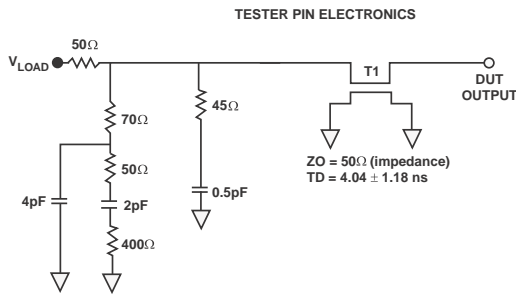 TESTER PIN ELECTRONICS
50Ω
VLOAD
T1
DUT
OUTPUT
70Ω
45Ω
50Ω
ZO = 50Ω (impedance)
TD = 4.04 ± 1.18 ns
4pF
2pF
0.5pF
400Ω